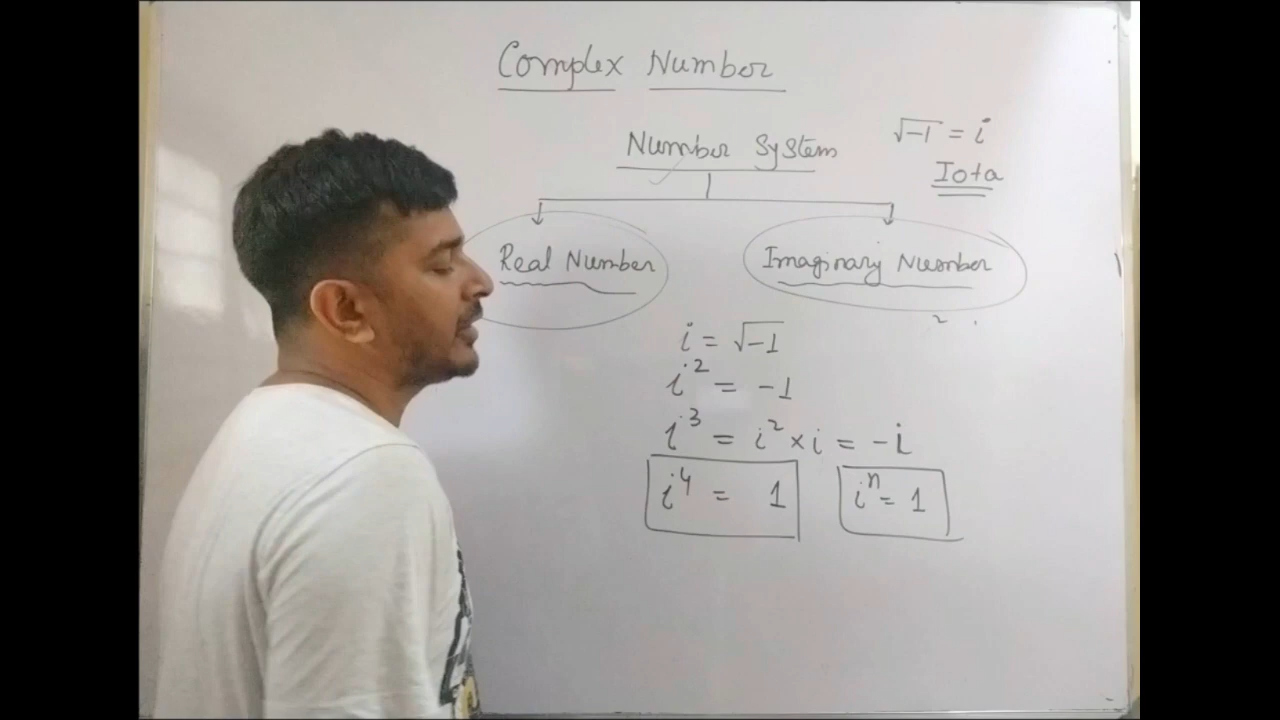 Complex Number
Number System
√-1 = i
Iota
Real Number
Imaginary Number
i = √-1
i² = -1
i³ = i² × i = -i
i⁴ = 1
iⁿ = 1